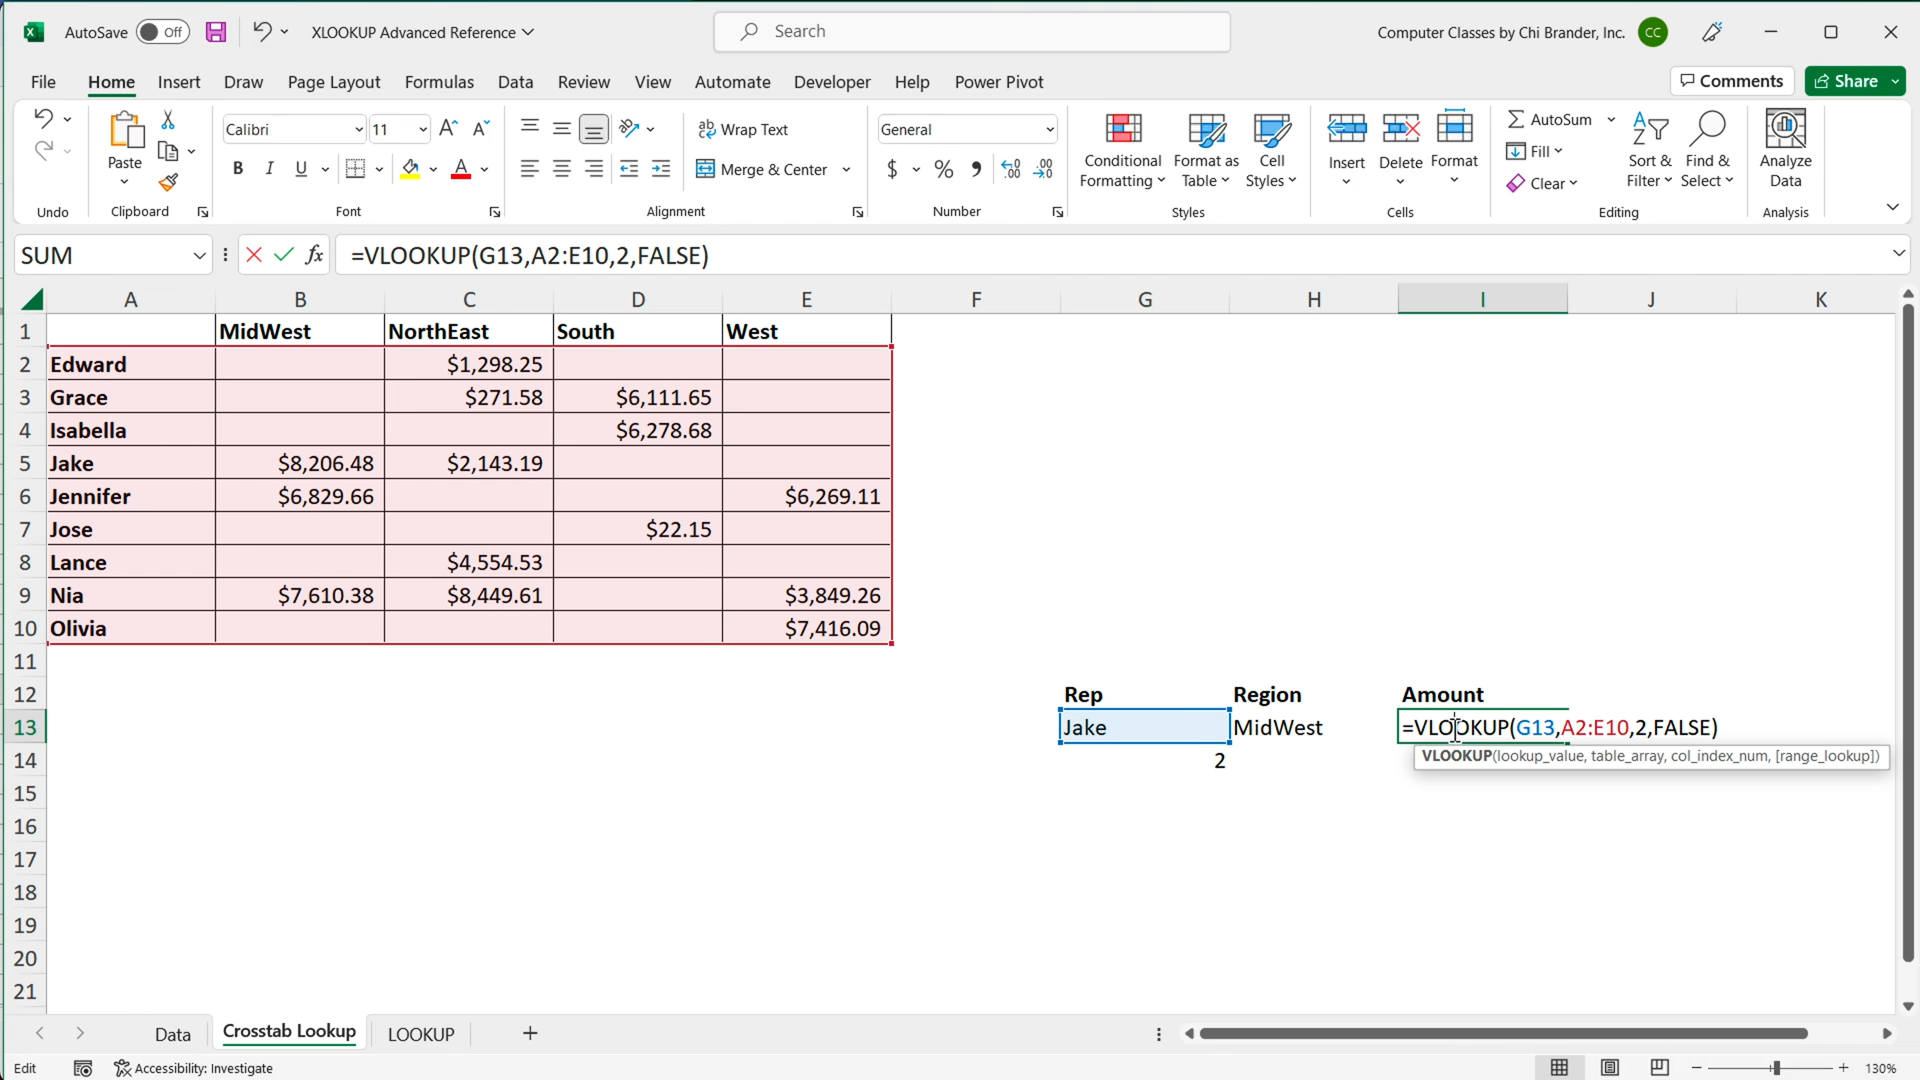 AutoSave Off XLOOKUP Advanced Reference Search Computer Classes by Chi Brander, Inc. CC
File Home Insert Draw Page Layout Formulas Data Review View Automate Developer Help Power Pivot Comments Share
Paste
Calibri 11
B I U
Wrap Text
Merge & Center
General
$ % ,
Conditional Formatting
Format as Table
Cell Styles
Insert Delete Format
AutoSum
Fill
Clear
Sort & Filter
Find & Select
Analyze Data
Undo Clipboard Font Alignment Number Styles Cells Editing Analysis
SUM fx =VLOOKUP(G13,A2:E10,2,FALSE)
A B C D E F G H I J K
1 MidWest NorthEast South West
2 Edward $1,298.25
3 Grace $271.58 $6,111.65
4 Isabella $6,278.68
5 Jake $8,206.48 $2,143.19
6 Jennifer $6,829.66 $6,269.11
7 Jose $22.15
8 Lance $4,554.53
9 Nia $7,610.38 $8,449.61 $3,849.26
10 Olivia $7,416.09
11
12 Rep Region Amount
13 Jake MidWest =VLOOKUP(G13,A2:E10,2,FALSE)
VLOOKUP(lookup_value, table_array, col_index_num, [range_lookup])
14 2
15
16
17
18
19
20
21
Data Crosstab Lookup LOOKUP
Edit Accessibility: Investigate 130%